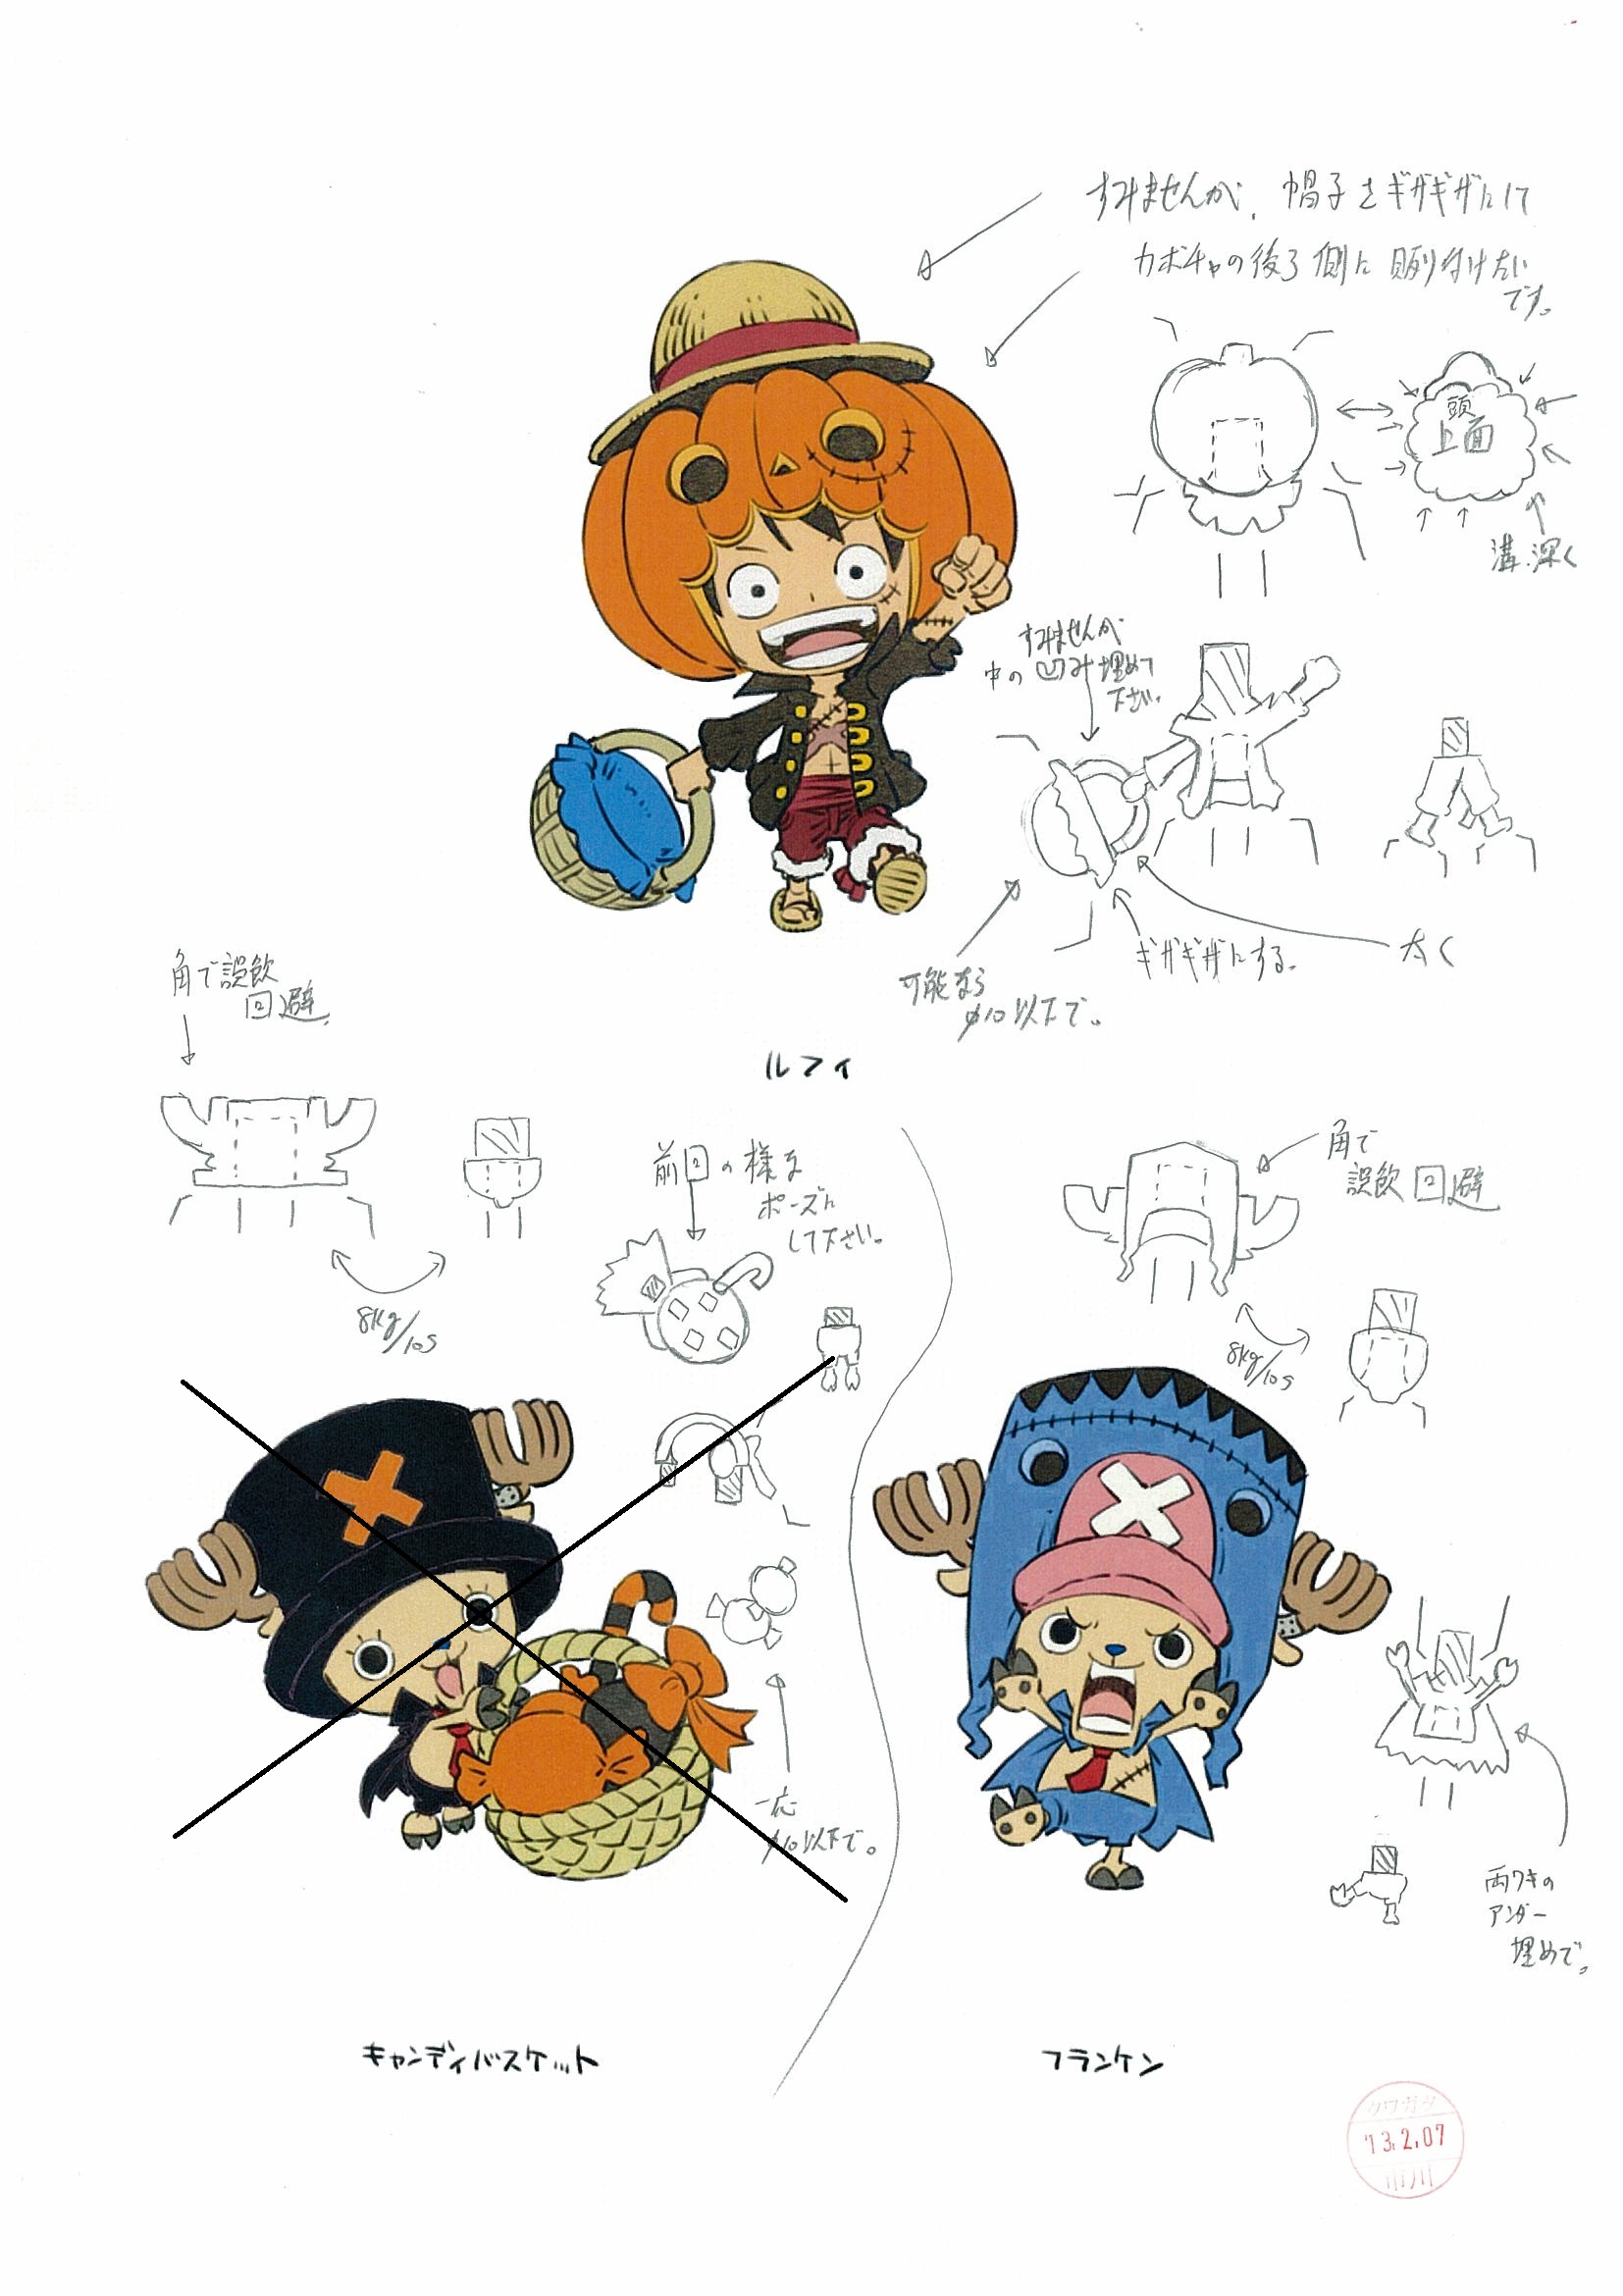 すみませんが、帽子をギザギザにして
カボチャの後ろ側に貼り付けたい
です。
頭
上面
溝、深く
すみませんが
中の凹み埋めて
下さい。
太く
ギザギザにする。
可能なら
φ10以下で。
ルフィ
角で誤飲
回避
8kg/10s
前回の様な
ポーズに
して下さい。
一応
φ10以下で。
キャンディバスケット
角で
誤飲回避
8kg/10s
両ワキの
アンダー
埋めで。
フランケン
クワガタ
'13.2.07
市川